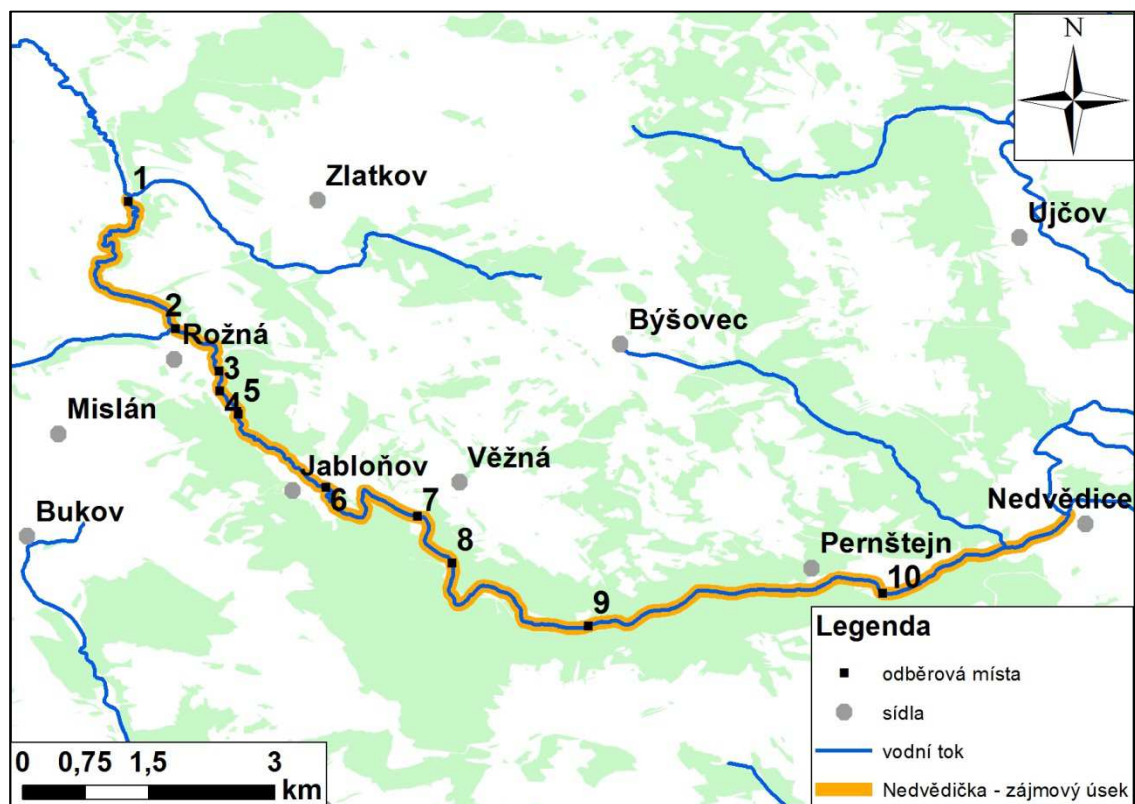 N
1
Zlatkov
Ujčov
2
Rožná
Býšovec
3
5
4
Mislán
Jabloňov
Věžná
6
7
Nedvědice
Bukov
8
Pernštejn
10
9
Legenda
odběrová místa
sídla
vodní tok
Nedvědička - zájmový úsek
0 0,75 1,5 3
km